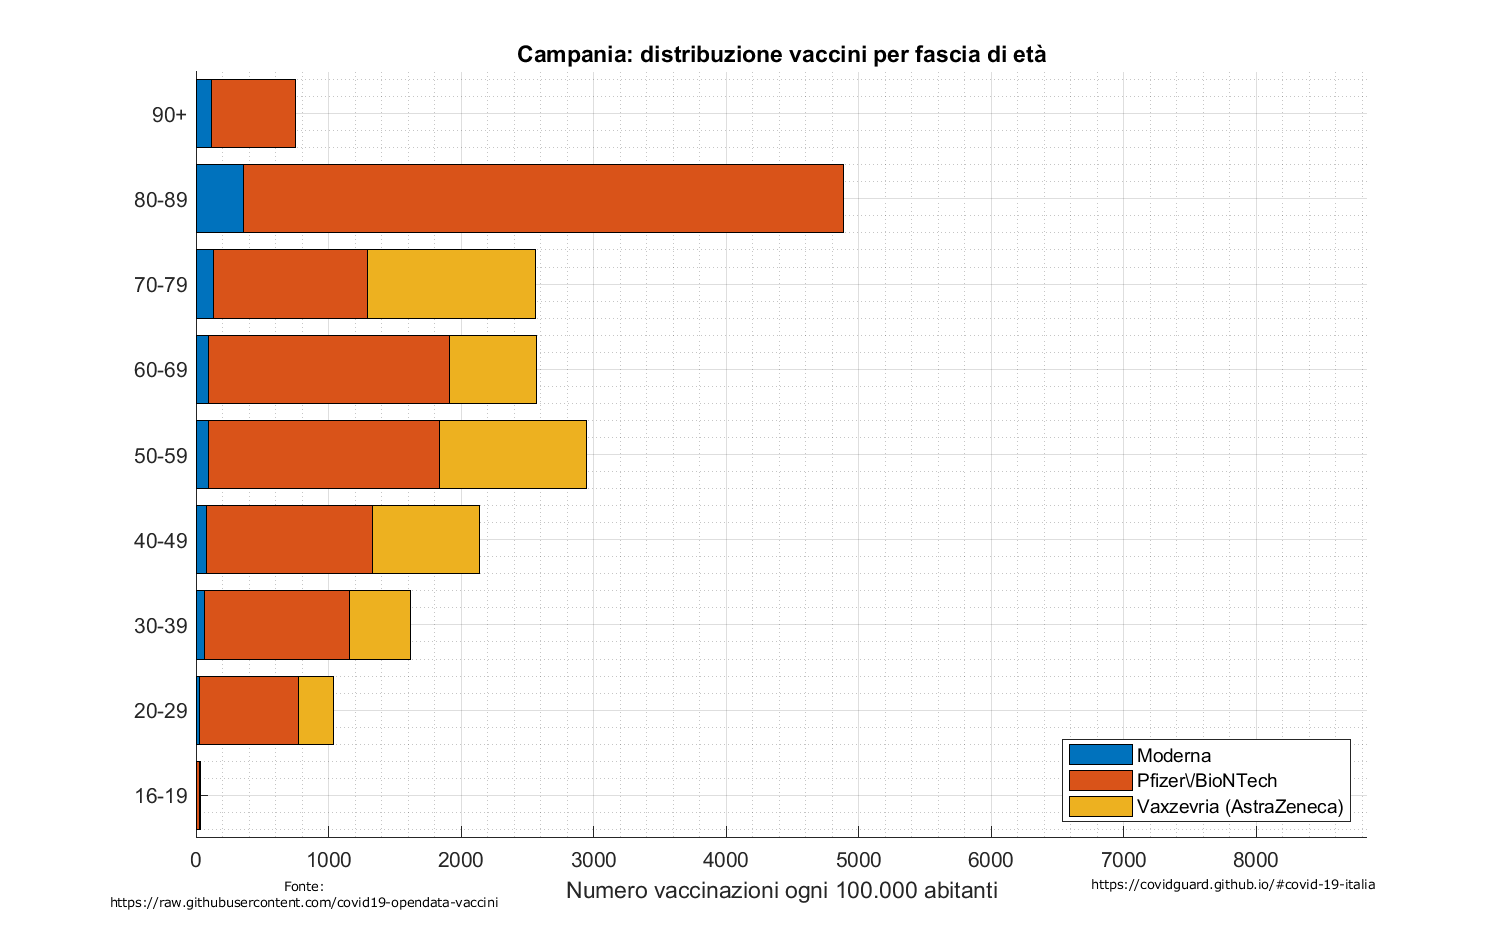 Campania: distribuzione vaccini per fascia di età
90+
80-89
70-79
60-69
50-59
40-49
30-39
20-29
16-19
Moderna
Pfizer\/BioNTech
Vaxzevria (AstraZeneca)
0 1000 2000 3000 4000 5000 6000 7000 8000
Numero vaccinazioni ogni 100.000 abitanti
Fonte:
https://raw.githubusercontent.com/covid19-opendata-vaccini
https://covidguard.github.io/#covid-19-italia